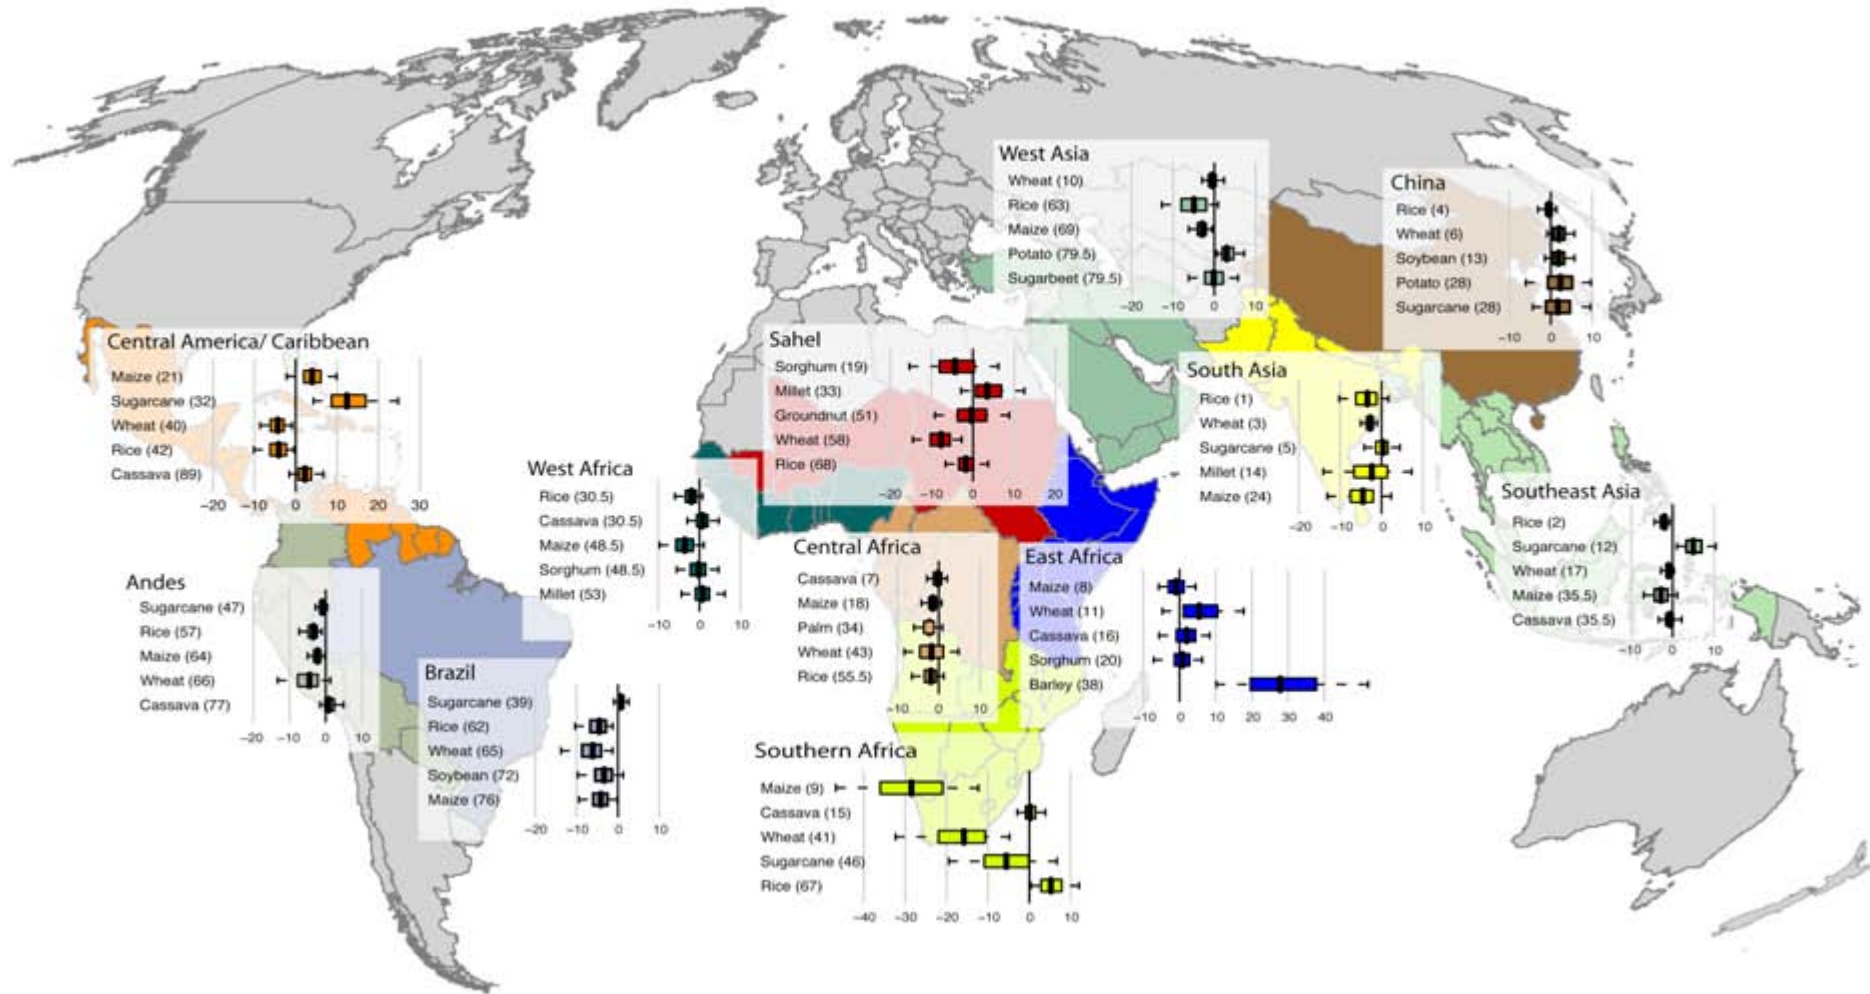 West Asia
Wheat (10)
Rice (63)
Maize (69)
Potato (79.5)
Sugarbeet (79.5)
−20 −10 0 10
China
Rice (4)
Wheat (6)
Soybean (13)
Potato (28)
Sugarcane (28)
−10 0 10
Central America/ Caribbean
Maize (21)
Sugarcane (32)
Wheat (40)
Rice (42)
Cassava (89)
−20 −10 0 10 20 30
Sahel
Sorghum (19)
Millet (33)
Groundnut (51)
Wheat (58)
Rice (68)
−20 −10 0 10 20
South Asia
Rice (1)
Wheat (3)
Sugarcane (5)
Millet (14)
Maize (24)
−20 −10 0 10
West Africa
Rice (30.5)
Cassava (30.5)
Maize (48.5)
Sorghum (48.5)
Millet (53)
−10 0 10
Southeast Asia
Rice (2)
Sugarcane (12)
Wheat (17)
Maize (35.5)
Cassava (35.5)
−10 0 10
Central Africa
Cassava (7)
Maize (18)
Palm (34)
Wheat (43)
Rice (55.5)
−10 0 10
East Africa
Maize (8)
Wheat (11)
Cassava (16)
Sorghum (20)
Barley (38)
−10 0 10 20 30 40
Andes
Sugarcane (47)
Rice (57)
Maize (64)
Wheat (66)
Cassava (77)
−20 −10 0 10
Brazil
Sugarcane (39)
Rice (62)
Wheat (65)
Soybean (72)
Maize (76)
−20 −10 0 10
Southern Africa
Maize (9)
Cassava (15)
Wheat (41)
Sugarcane (46)
Rice (67)
−40 −30 −20 −10 0 10